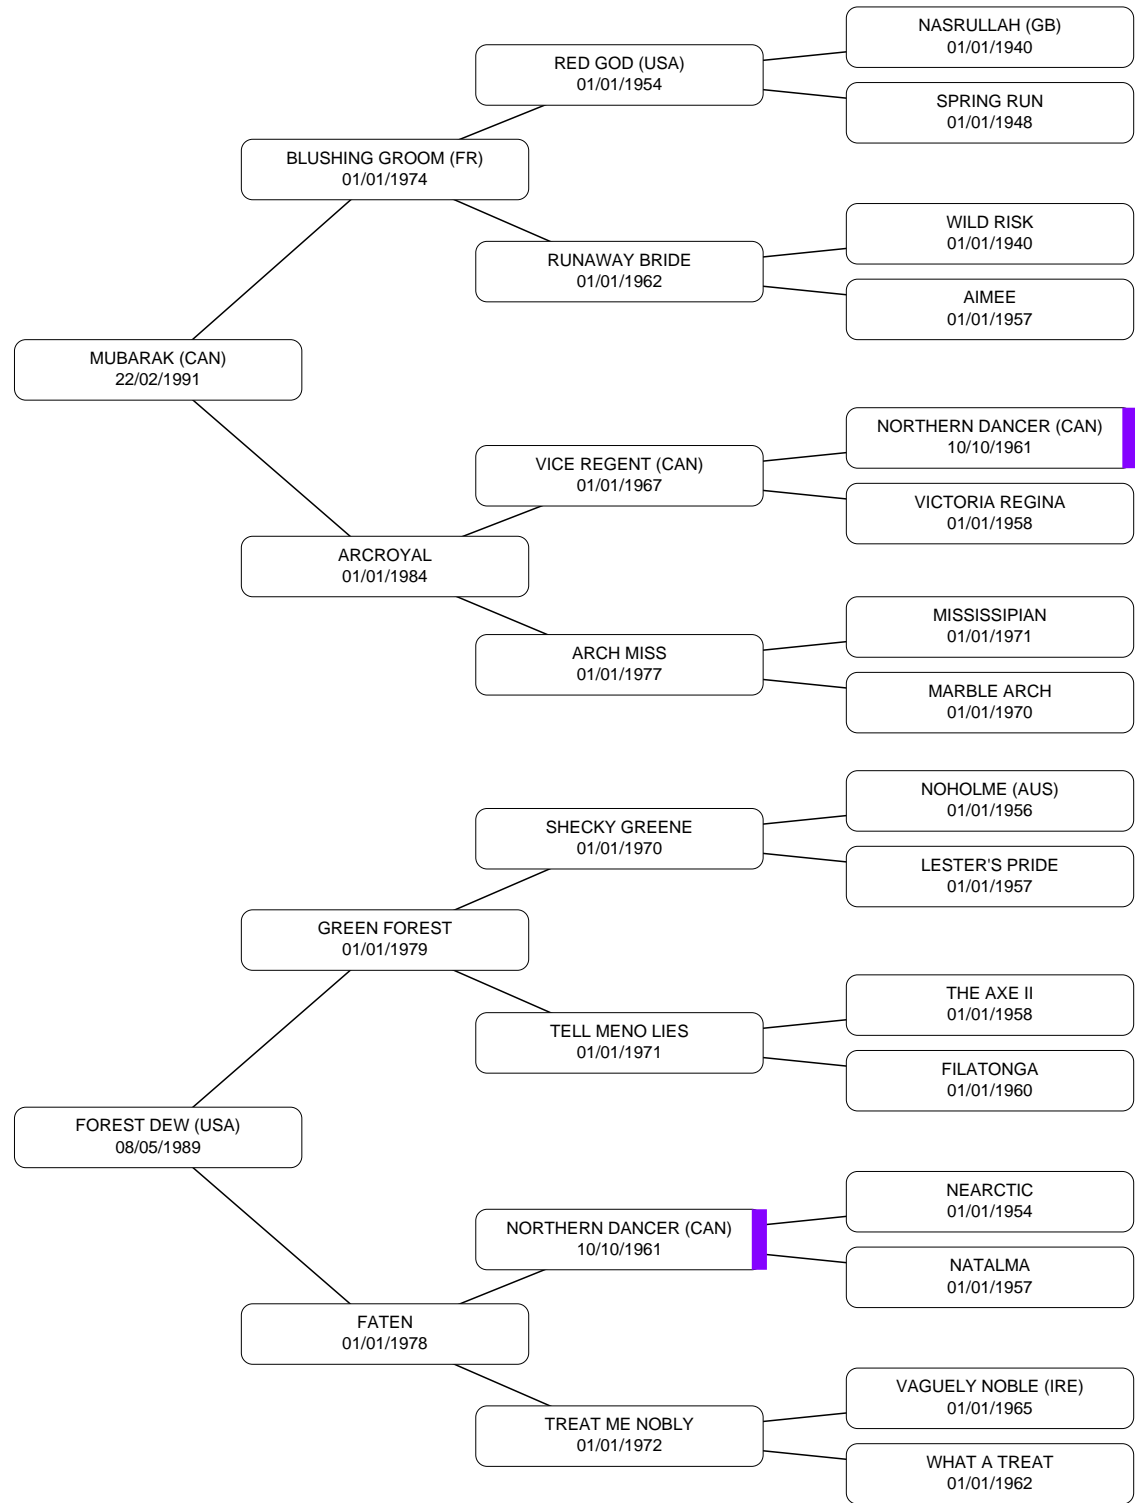 NASRULLAH (GB)
01/01/1940
RED GOD (USA)
01/01/1954
SPRING RUN
01/01/1948
BLUSHING GROOM (FR)
01/01/1974
WILD RISK
01/01/1940
RUNAWAY BRIDE
01/01/1962
AIMEE
01/01/1957
MUBARAK (CAN)
22/02/1991
NORTHERN DANCER (CAN)
10/10/1961
VICE REGENT (CAN)
01/01/1967
VICTORIA REGINA
01/01/1958
ARCROYAL
01/01/1984
MISSISSIPIAN
01/01/1971
ARCH MISS
01/01/1977
MARBLE ARCH
01/01/1970
NOHOLME (AUS)
01/01/1956
SHECKY GREENE
01/01/1970
LESTER'S PRIDE
01/01/1957
GREEN FOREST
01/01/1979
THE AXE II
01/01/1958
TELL MENO LIES
01/01/1971
FILATONGA
01/01/1960
FOREST DEW (USA)
08/05/1989
NEARCTIC
01/01/1954
NORTHERN DANCER (CAN)
10/10/1961
NATALMA
01/01/1957
FATEN
01/01/1978
VAGUELY NOBLE (IRE)
01/01/1965
TREAT ME NOBLY
01/01/1972
WHAT A TREAT
01/01/1962